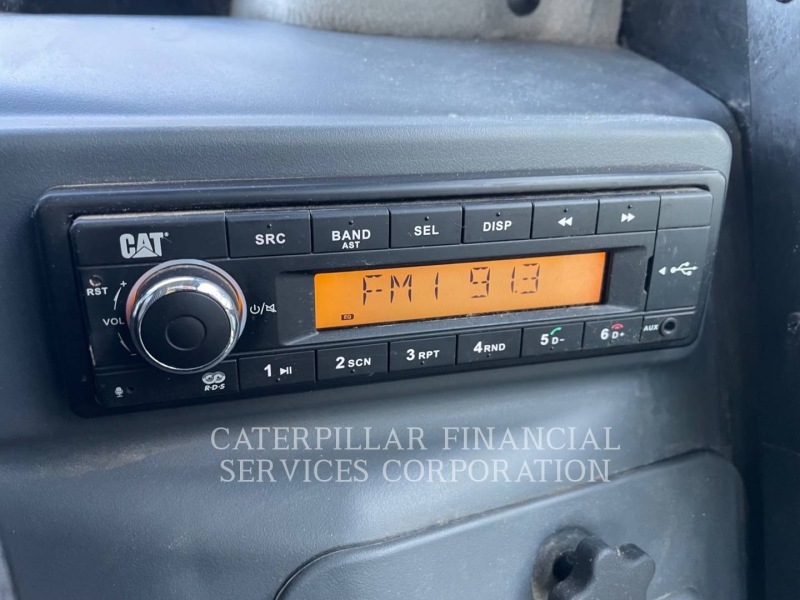 CAT
SRC
BAND
AST
SEL
DISP
RST
VOL
+
FM1 91.3
EQ
R·D·S
1
2 SCN
3 RPT
4 RND
5 D-
6 D+
AUX
CATERPILLAR FINANCIAL
SERVICES CORPORATION